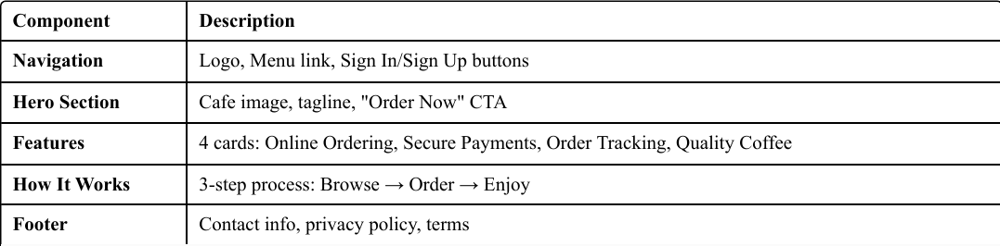 Component Description
Navigation Logo, Menu link, Sign In/Sign Up buttons
Hero Section Cafe image, tagline, "Order Now" CTA
Features 4 cards: Online Ordering, Secure Payments, Order Tracking, Quality Coffee
How It Works 3-step process: Browse → Order → Enjoy
Footer Contact info, privacy policy, terms